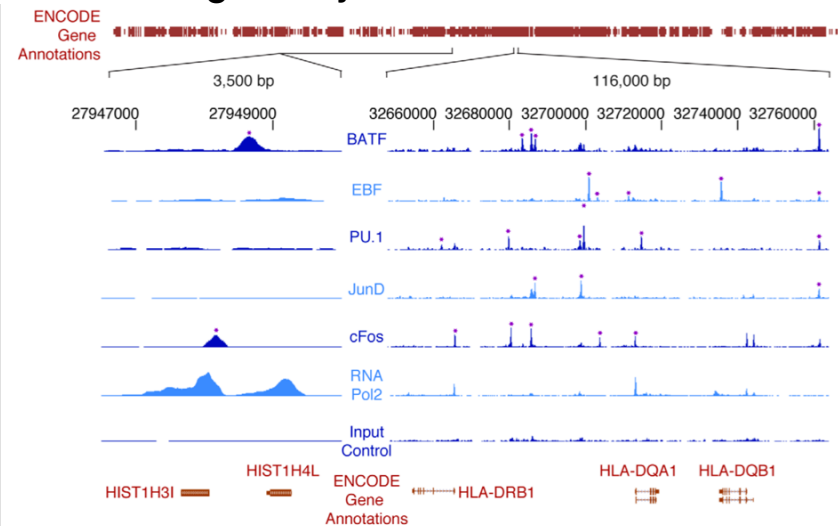 ENCODE
Gene
Annotations
3,500 bp
116,000 bp
27947000 27949000
32660000 32680000 32700000 32720000 32740000 32760000
BATF
EBF
PU.1
JunD
cFos
RNA
Pol2
Input
Control
HIST1H3I
HIST1H4L
ENCODE
Gene
Annotations
HLA-DRB1
HLA-DQA1
HLA-DQB1